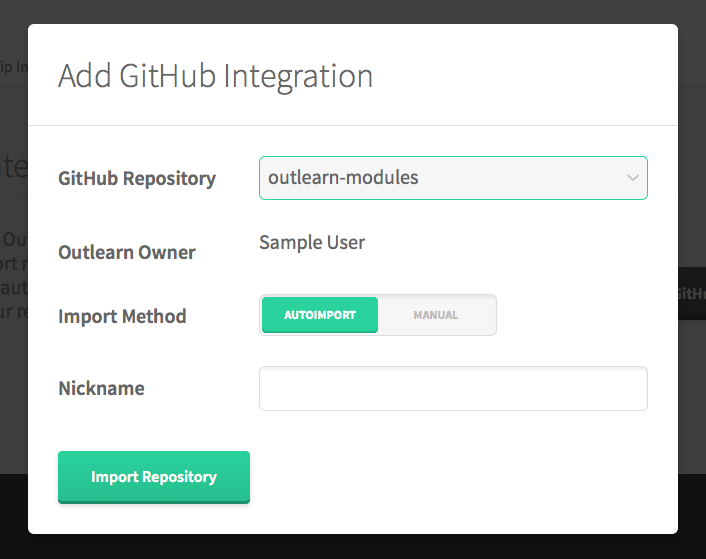 Add GitHub Integration
GitHub Repository
outlearn-modules
Outlearn Owner
Sample User
Import Method
AUTOIMPORT
MANUAL
Nickname
Import Repository